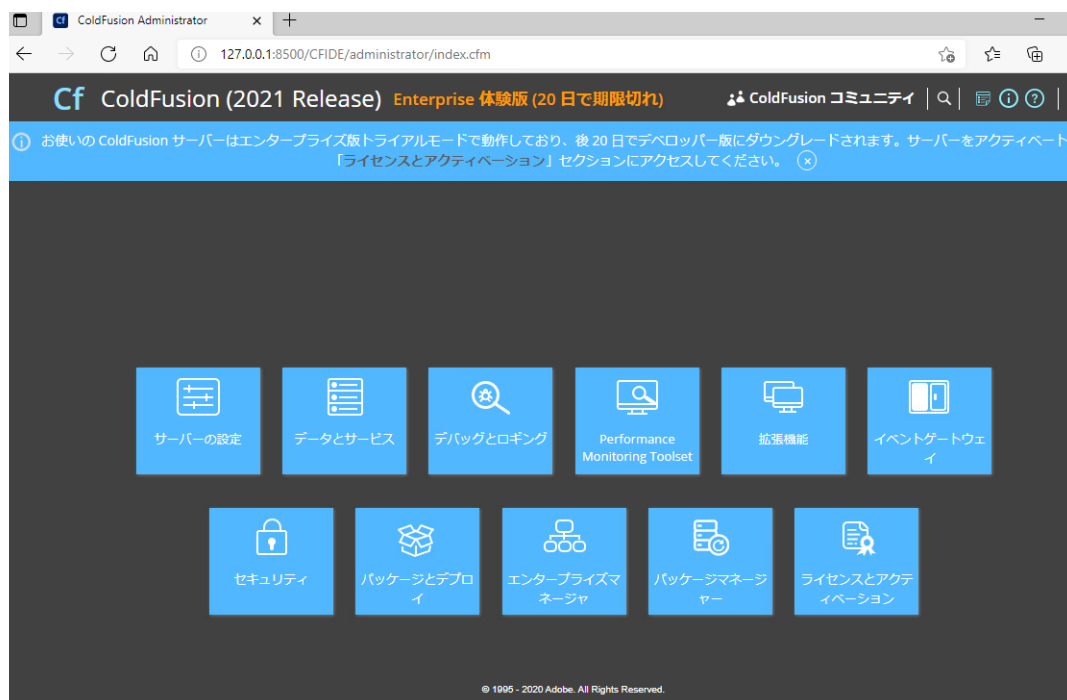 ColdFusion Administrator
127.0.0.1:8500/CFIDE/administrator/index.cfm
Cf ColdFusion (2021 Release) Enterprise 体験版 (20 日で期限切れ) ColdFusion コミュニテイ
お使いの ColdFusion サーバーはエンタープライズ版トライアルモードで動作しており、後 20 日でデベロッパー版にダウングレードされます。サーバーをアクティベート
「ライセンスとアクティベーション」セクションにアクセスしてください。
サーバーの設定
データとサービス
デバッグとロギング
Performance
Monitoring Toolset
拡張機能
イベントゲートウェ
イ
セキュリティ
パッケージとデプロ
イ
エンタープライズマ
ネージャ
パッケージマネージ
ャー
ライセンスとアクテ
ィベーション
© 1995 - 2020 Adobe. All Rights Reserved.